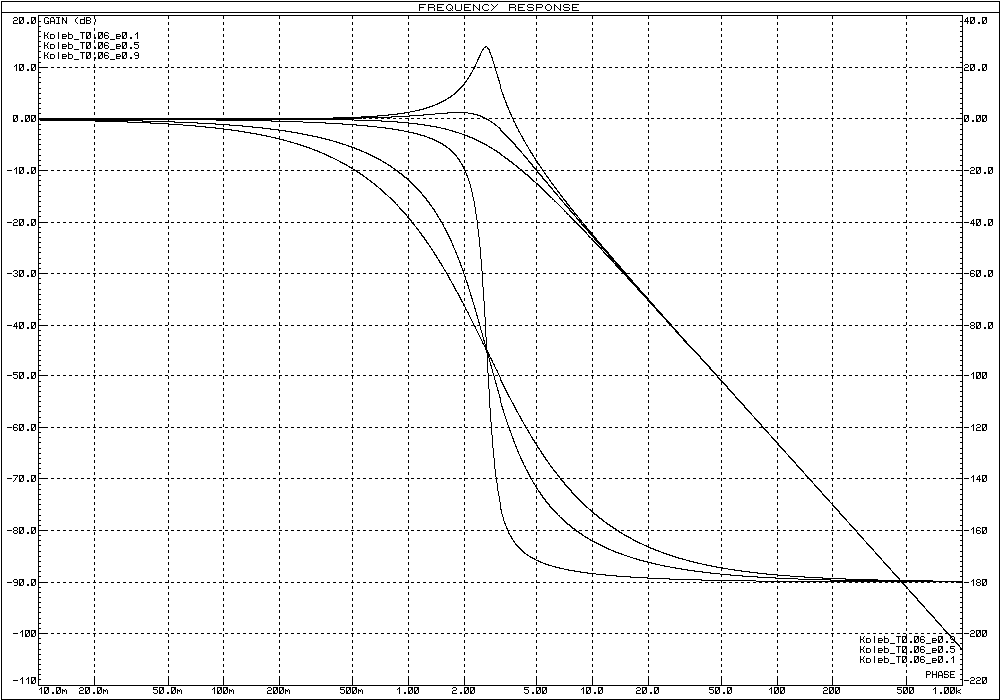 FREQUENCY RESPONSE
20.0 GAIN (dB) 40.0
Koleb_T0.06_e0.1
Koleb_T0.06_e0.5
Koleb_T0.06_e0.9
10.0 20.0
0.00 0.00
-10.0 -20.0
-20.0 -40.0
-30.0 -60.0
-40.0 -80.0
-50.0 -100
-60.0 -120
-70.0 -140
-80.0 -160
-90.0 -180
-100 -200
Koleb_T0.06_e0.9
Koleb_T0.06_e0.5
Koleb_T0.06_e0.1
PHASE
-110 -220
10.0m 20.0m 50.0m 100m 200m 500m 1.00 2.00 5.00 10.0 20.0 50.0 100 200 500 1.00k